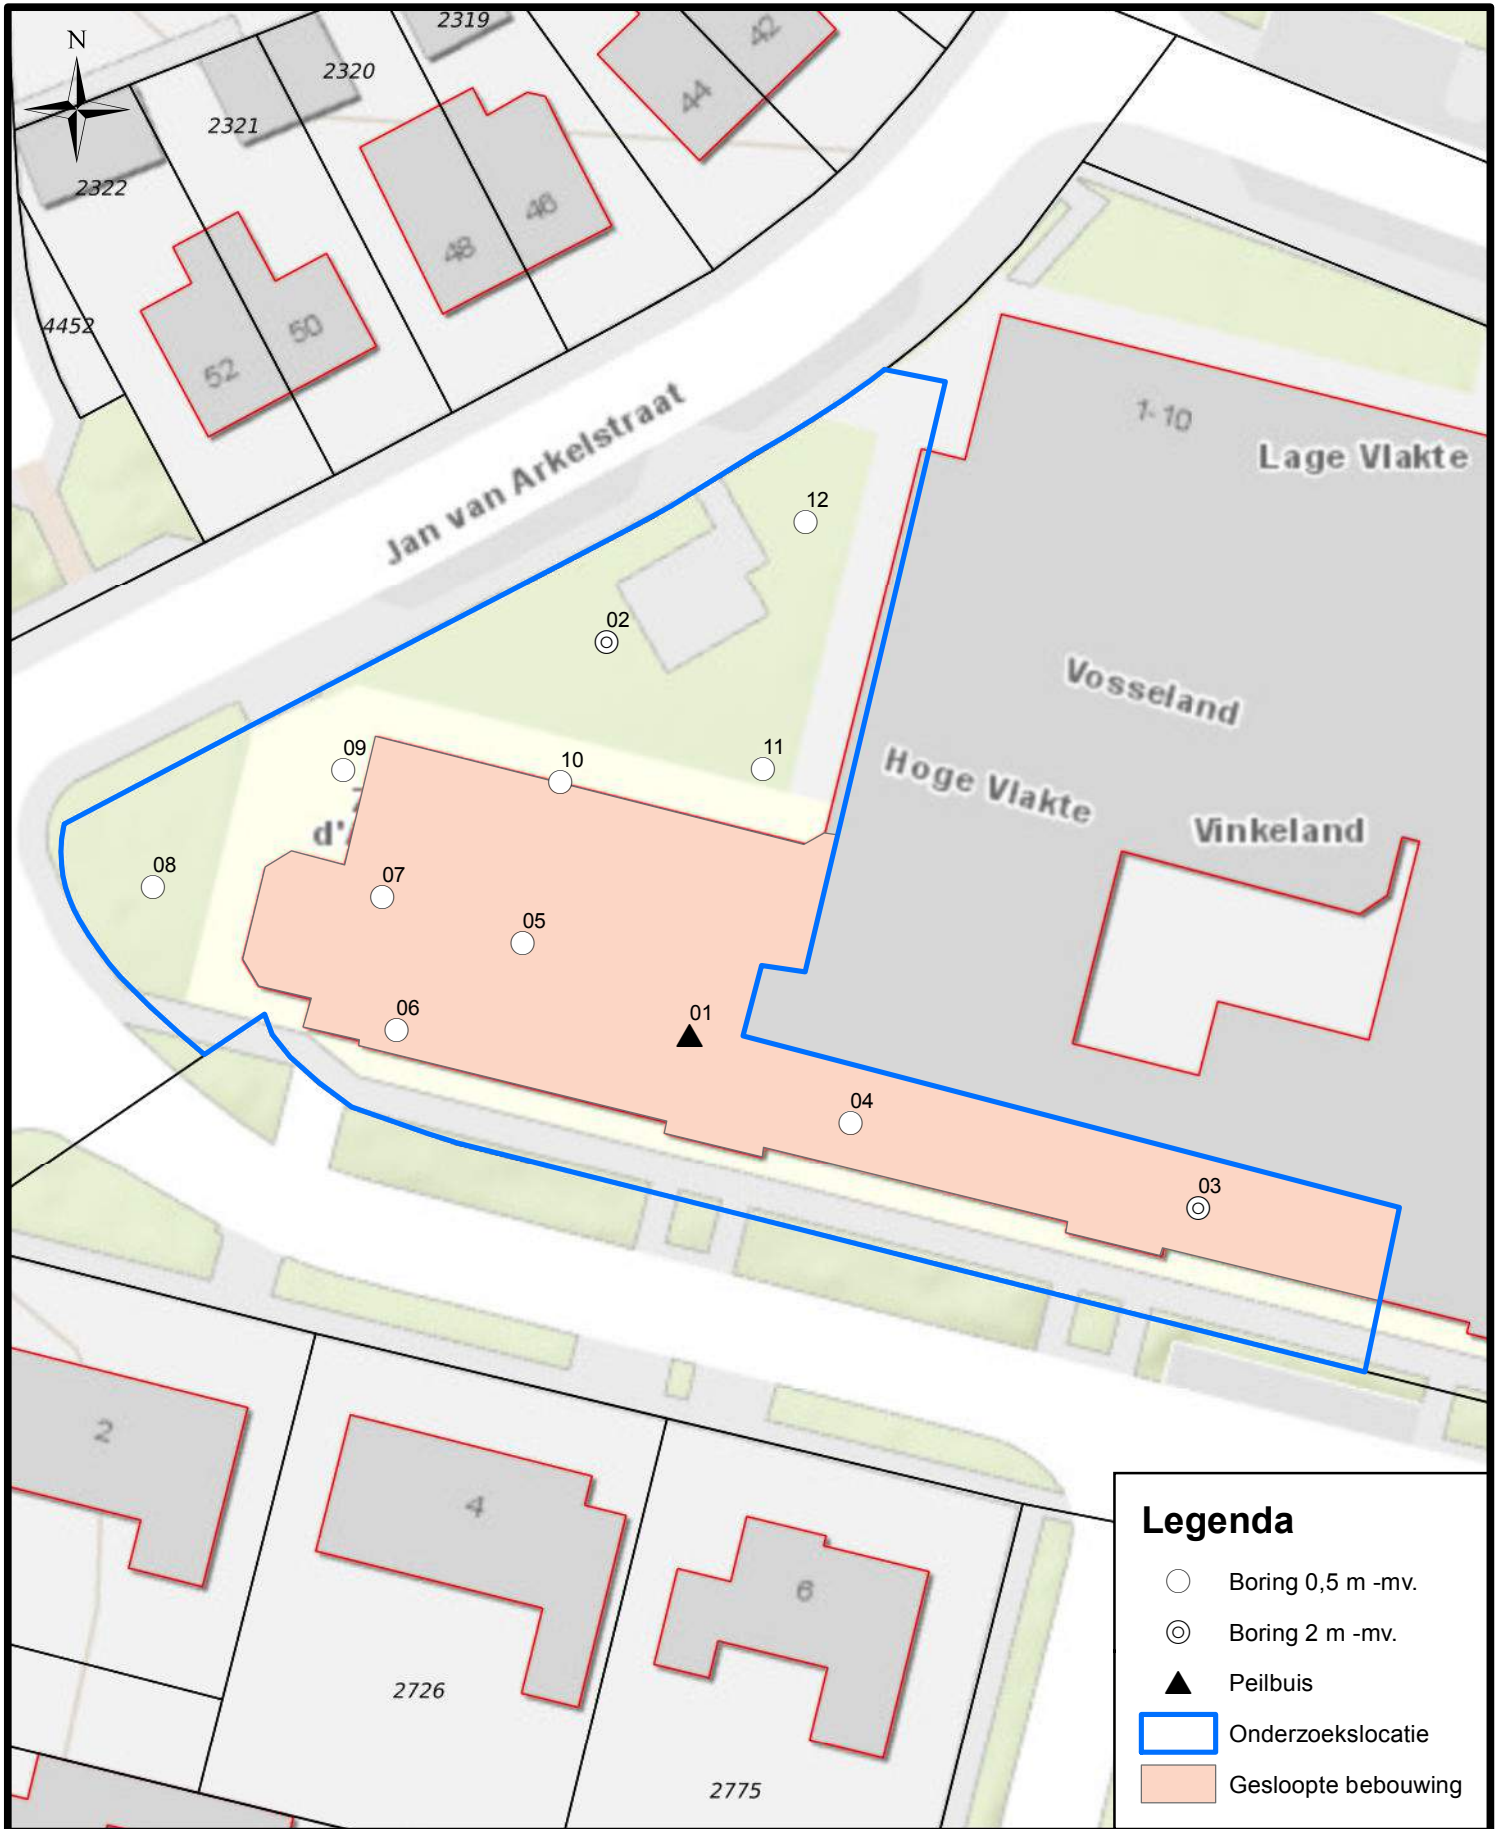 N
2319
42
2320
44
2321
2322
46
48
4452
50
52
Jan van Arkelstraat
1-10
Lage Vlakte
12
02
Vosseland
09
10
11
Hoge Vlakte
d'
Vinkeland
08
07
05
06
01
04
03
2
4
6
2726
2775
Legenda
Boring 0,5 m -mv.
Boring 2 m -mv.
Peilbuis
Onderzoekslocatie
Gesloopte bebouwing